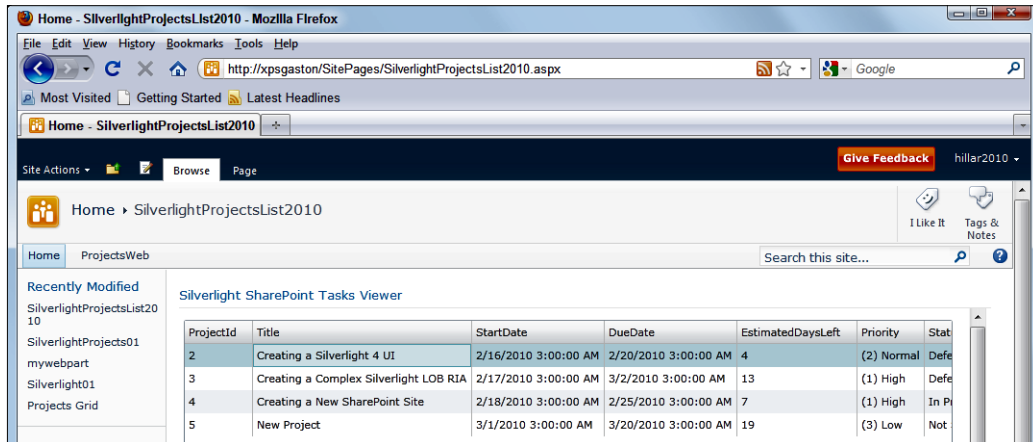 Home - SilverlightProjectsList2010 - Mozilla Firefox
File Edit View History Bookmarks Tools Help
http://xpsgaston/SitePages/SilverlightProjectsList2010.aspx Google
Most Visited Getting Started Latest Headlines
Home - SilverlightProjectsList2010
Site Actions Browse Page Give Feedback hillar2010
Home SilverlightProjectsList2010 I Like It Tags &
Notes
Home ProjectsWeb Search this site...
Recently Modified
SilverlightProjectsList20
10
SilverlightProjects01
mywebpart
Silverlight01
Projects Grid
Silverlight SharePoint Tasks Viewer
ProjectId Title StartDate DueDate EstimatedDaysLeft Priority Stat
2 Creating a Silverlight 4 UI 2/16/2010 3:00:00 AM 2/20/2010 3:00:00 AM 4 (2) Normal Defe
3 Creating a Complex Silverlight LOB RIA 2/17/2010 3:00:00 AM 3/2/2010 3:00:00 AM 13 (1) High Defe
4 Creating a New SharePoint Site 2/18/2010 3:00:00 AM 2/25/2010 3:00:00 AM 7 (1) High In Pr
5 New Project 3/1/2010 3:00:00 AM 3/20/2010 3:00:00 AM 19 (3) Low Not